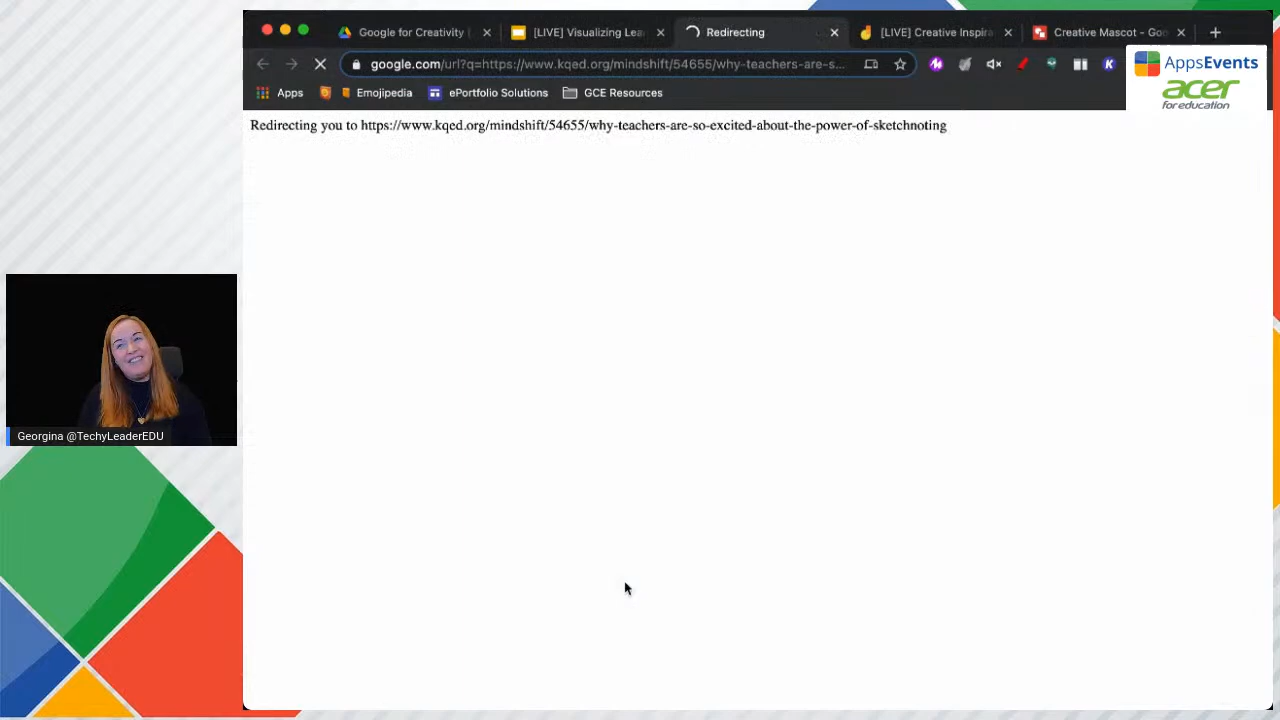 Google for Creativity (
[LIVE] Visualizing Lea
Redirecting
[LIVE] Creative Inspira
Creative Mascot - Goo
google.com/url?q=https://www.kqed.org/mindshift/54655/why-teachers-are-s...
Apps
Emojipedia
ePortfolio Solutions
GCE Resources
AppsEvents
acer
for education
Redirecting you to https://www.kqed.org/mindshift/54655/why-teachers-are-so-excited-about-the-power-of-sketchnoting
Georgina @TechyLeaderEDU